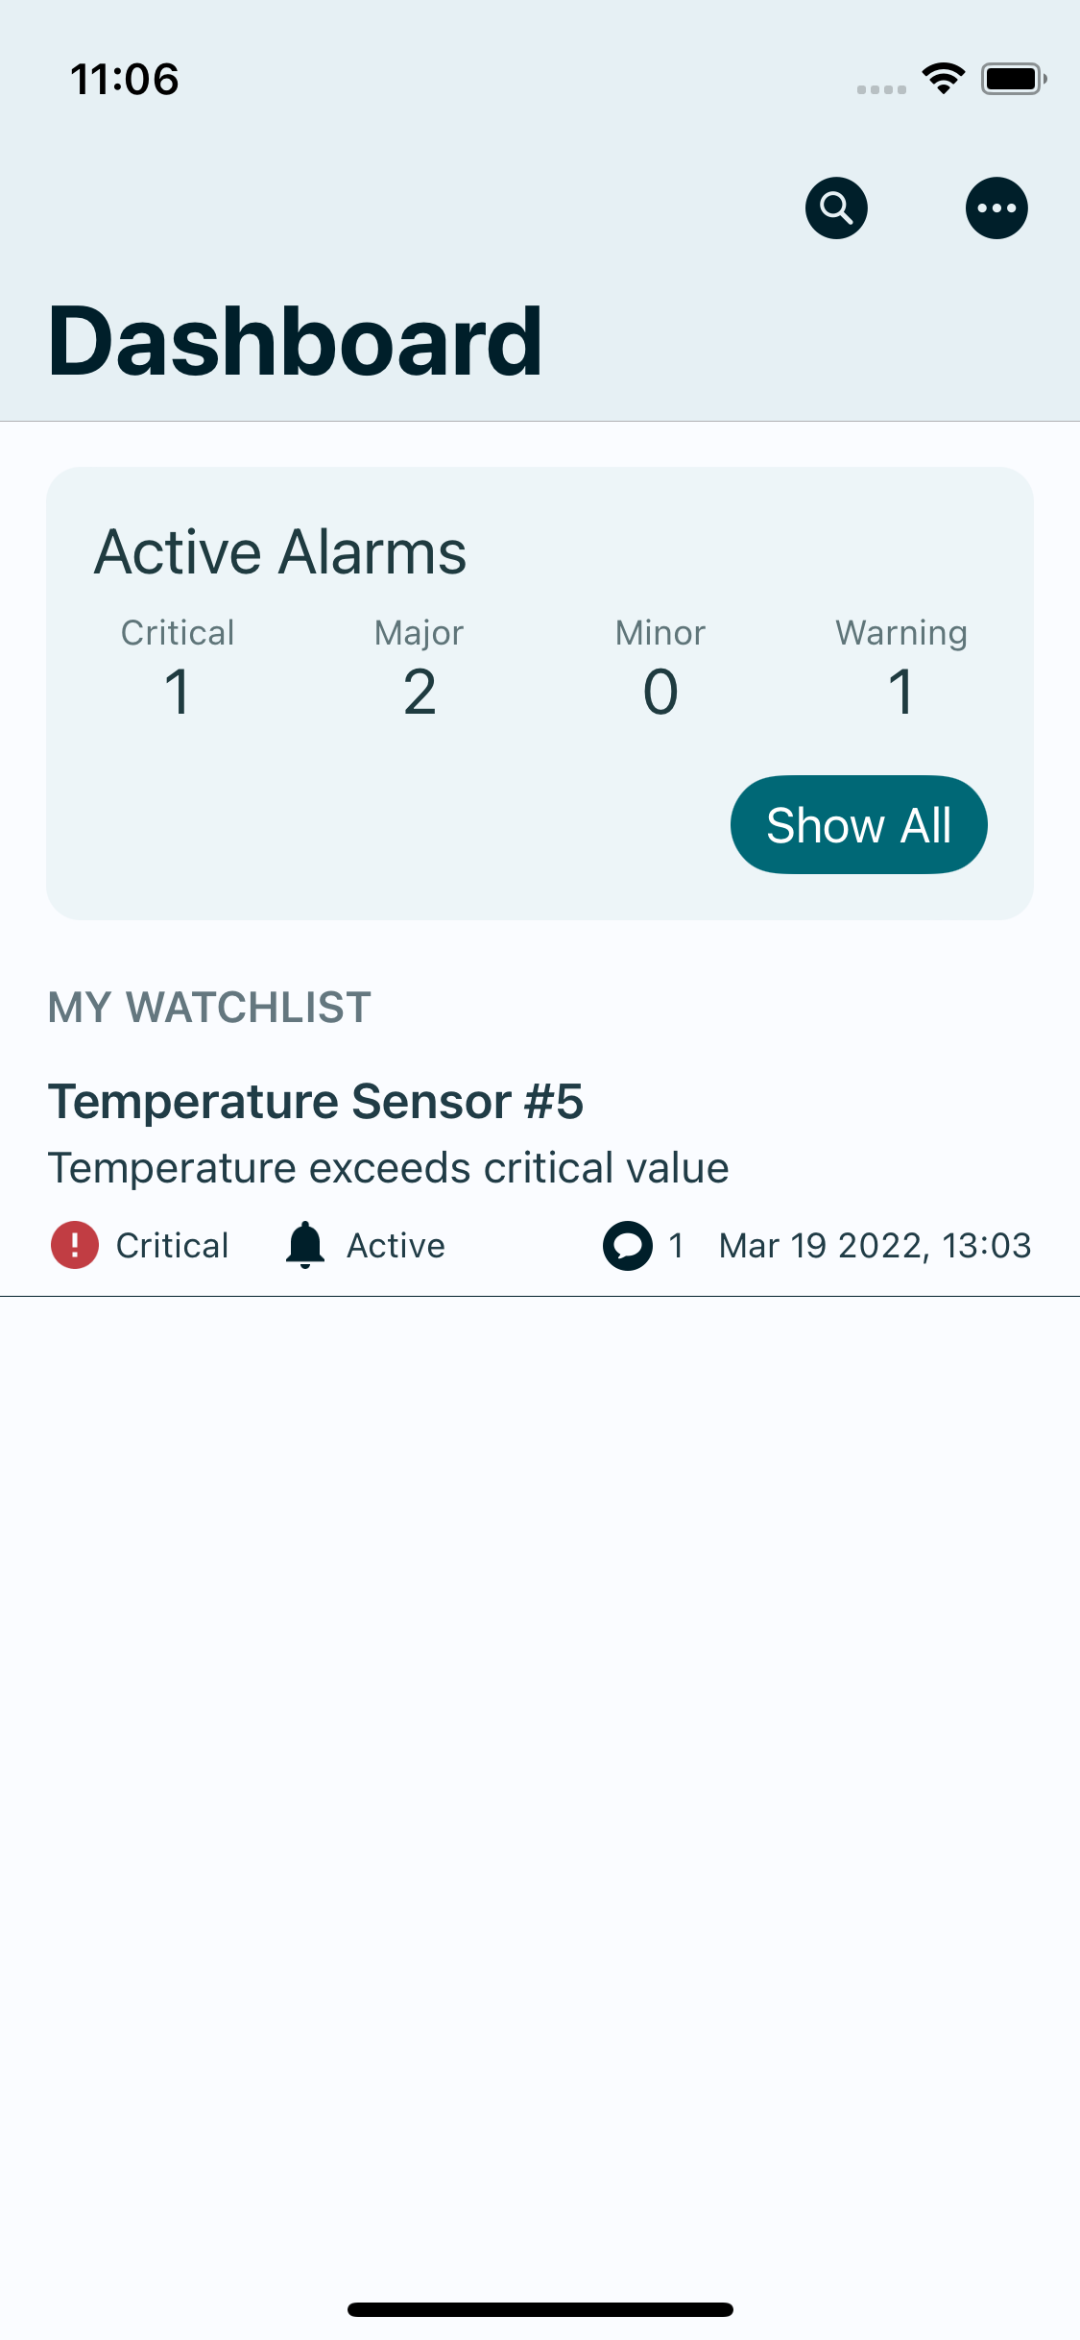 11:06
Dashboard
Active Alarms
Critical Major Minor Warning
1 2 0 1
Show All
MY WATCHLIST
Temperature Sensor #5
Temperature exceeds critical value
Critical Active 1 Mar 19 2022, 13:03